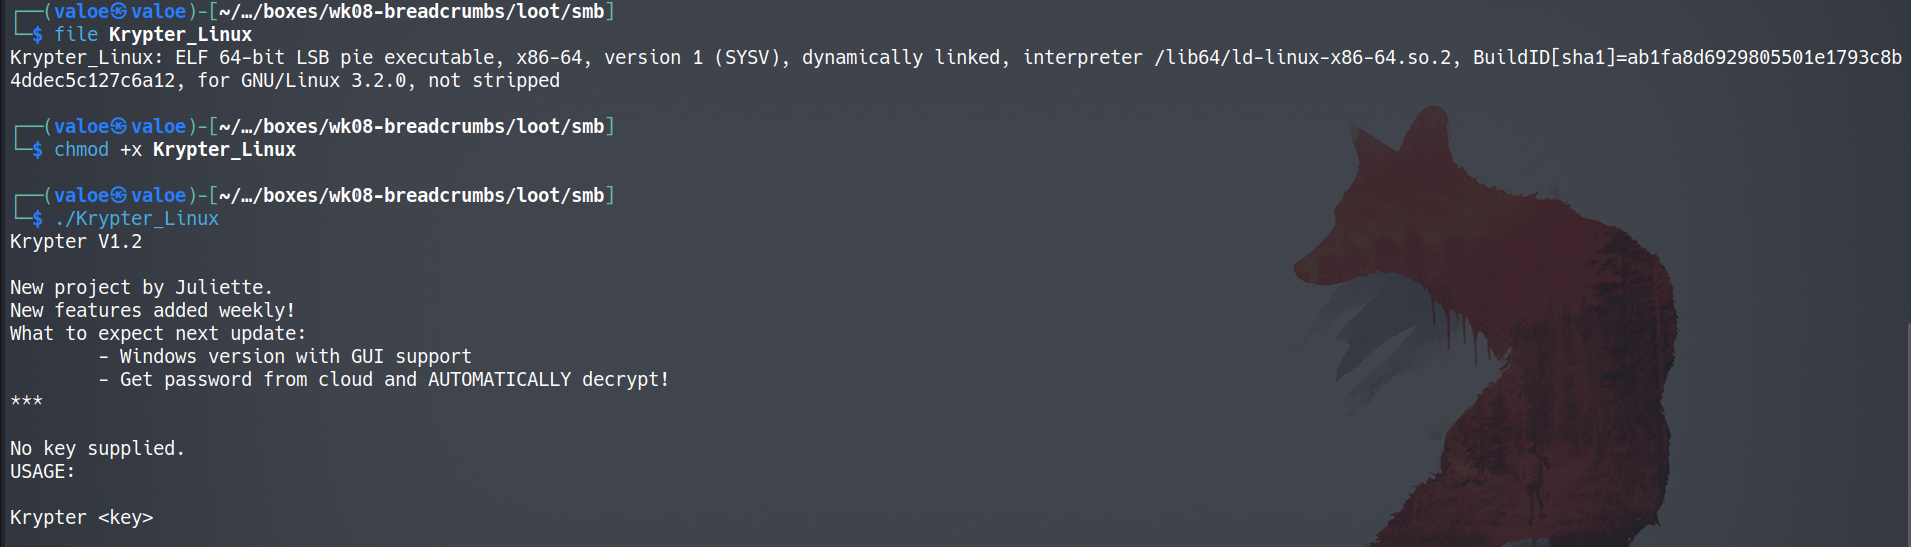 ┌──(valoe㉿valoe)-[~/…/boxes/wk08-breadcrumbs/loot/smb]
└─$ file Krypter_Linux
Krypter_Linux: ELF 64-bit LSB pie executable, x86-64, version 1 (SYSV), dynamically linked, interpreter /lib64/ld-linux-x86-64.so.2, BuildID[sha1]=ab1fa8d6929805501e1793c8b
4ddec5c127c6a12, for GNU/Linux 3.2.0, not stripped
┌──(valoe㉿valoe)-[~/…/boxes/wk08-breadcrumbs/loot/smb]
└─$ chmod +x Krypter_Linux
┌──(valoe㉿valoe)-[~/…/boxes/wk08-breadcrumbs/loot/smb]
└─$ ./Krypter_Linux
Krypter V1.2
New project by Juliette.
New features added weekly!
What to expect next update:
        - Windows version with GUI support
        - Get password from cloud and AUTOMATICALLY decrypt!
***
No key supplied.
USAGE:
Krypter <key>